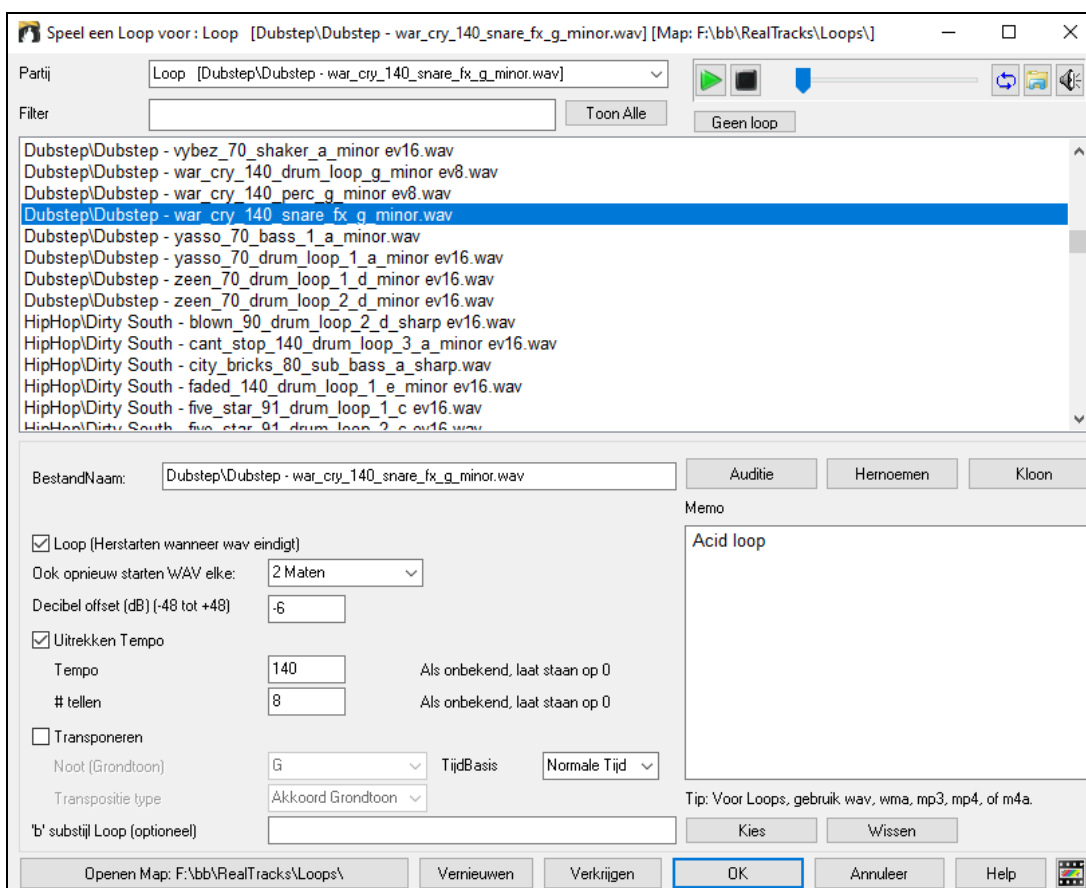 Speel een Loop voor : Loop [Dubstep\Dubstep - war_cry_140_snare_fx_g_minor.wav] [Map: F:\bb\RealTracks\Loops\]
Partij Loop [Dubstep\Dubstep - war_cry_140_snare_fx_g_minor.wav]
Filter Toon Alle Geen loop
Dubstep\Dubstep - vybez_70_shaker_a_minor ev16.wav
Dubstep\Dubstep - war_cry_140_drum_loop_g_minor ev8.wav
Dubstep\Dubstep - war_cry_140_perc_g_minor ev8.wav
Dubstep\Dubstep - war_cry_140_snare_fx_g_minor.wav
Dubstep\Dubstep - yasso_70_bass_1_a_minor.wav
Dubstep\Dubstep - yasso_70_drum_loop_1_a_minor ev16.wav
Dubstep\Dubstep - zeen_70_drum_loop_1_d_minor ev16.wav
Dubstep\Dubstep - zeen_70_drum_loop_2_d_minor ev16.wav
HipHop\Dirty South - blown_90_drum_loop_2_d_sharp ev16.wav
HipHop\Dirty South - cant_stop_140_drum_loop_3_a_minor ev16.wav
HipHop\Dirty South - city_bricks_80_sub_bass_a_sharp.wav
HipHop\Dirty South - faded_140_drum_loop_1_e_minor ev16.wav
HipHop\Dirty South - five_star_91_drum_loop_1_c ev16.wav
HipHop\Dirty South - five_star_91_drum_loop_2_c ev16.wav
BestandNaam: Dubstep\Dubstep - war_cry_140_snare_fx_g_minor.wav Auditie Hernoemen Kloon
Memo
Acid loop
Loop (Herstarten wanneer wav eindigt)
Ook opnieuw starten WAV elke: 2 Maten
Decibel offset (dB) (-48 tot +48) -6
Uitrekken Tempo
Tempo 140 Als onbekend, laat staan op 0
# tellen 8 Als onbekend, laat staan op 0
Transponeren
Noot (Grondtoon) G TijdBasis Normale Tijd
Transpositie type Akkoord Grondtoon
Tip: Voor Loops, gebruik wav, wma, mp3, mp4, of m4a.
'b' substijl Loop (optioneel) Kies Wissen
Openen Map: F:\bb\RealTracks\Loops\ Vernieuwen Verkrijgen OK Annuleer Help